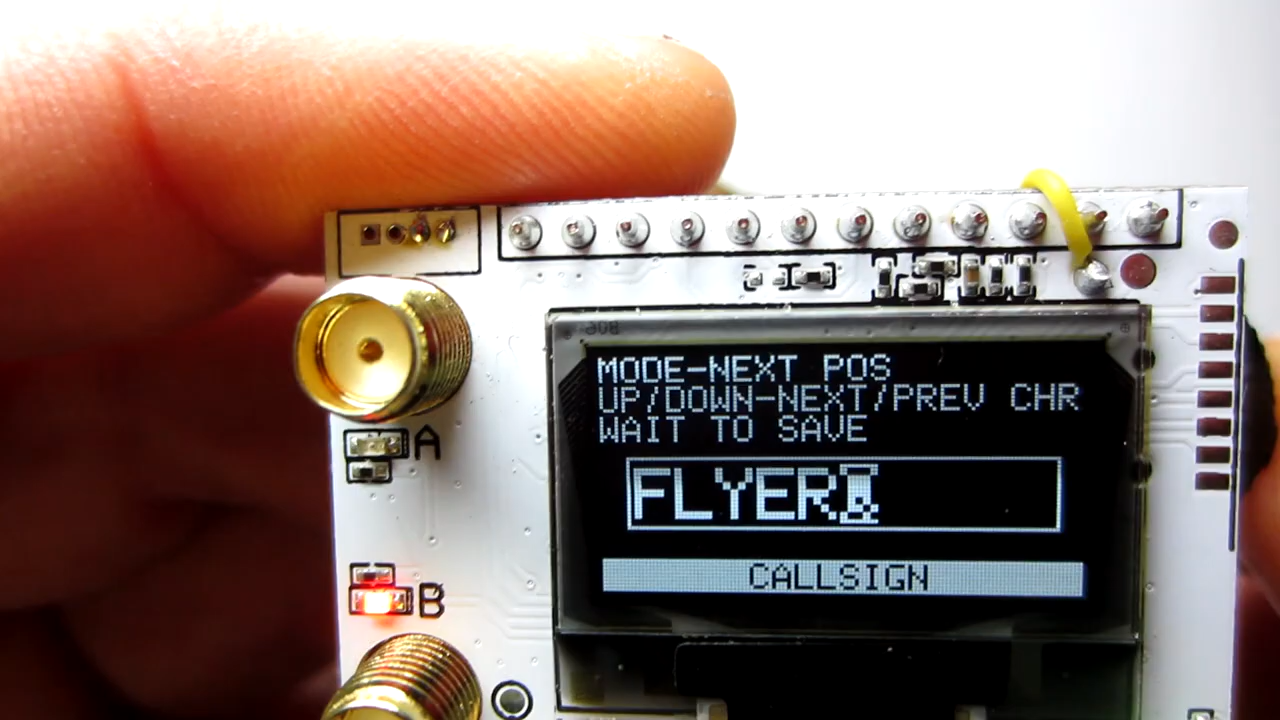 MODE-NEXT POS
UP/DOWN-NEXT/PREV CHR
WAIT TO SAVE
FLYER
CALLSIGN
A
B